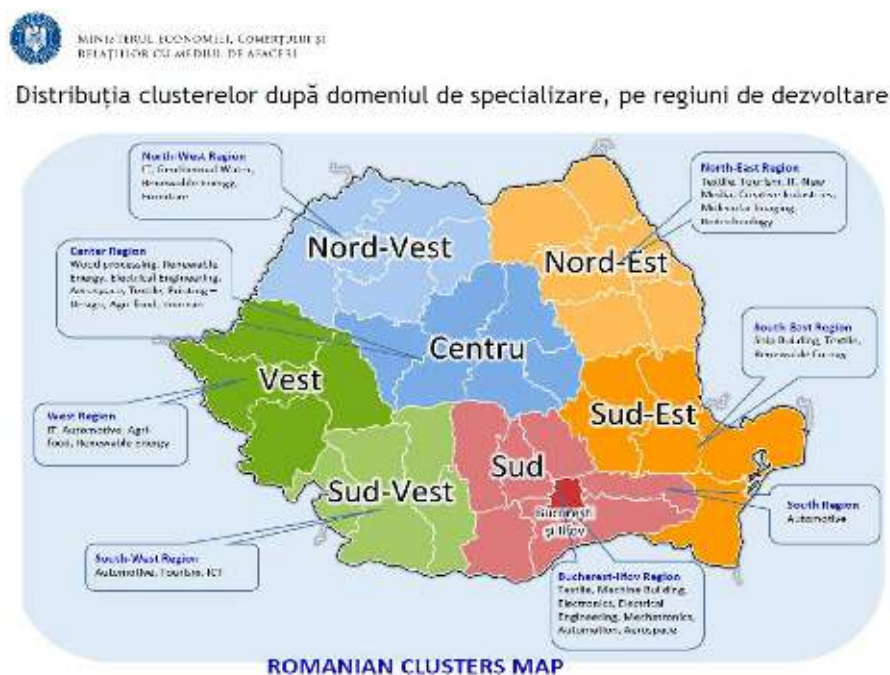 MINISTERUL ECONOMIEI, COMERȚULUI ȘI
RELAȚIILOR CU MEDIUL DE AFACERI
Distribuția clusterelor după domeniul de specializare, pe regiuni de dezvoltare
North-West Region
IT, Geothermal Water,
Renewable Energy,
Furniture
North-East Region
Textile, Tourism, IT, New
Media, Creative Industries,
Molecular Imaging,
Biotechnology
Nord-Vest
Nord-Est
Center Region
Wood processing, Renewable
Energy, Electrical Engineering,
Aerospace, Textile, Printing –
Design, Agri-food, Tourism
Centru
South-East Region
Ship Building, Textile,
Renewable Energy
Vest
Sud-Est
West Region
IT, Automotive, Agri-
food, Renewable Energy
Sud
Sud-Vest
București
și Ilfov
South Region
Automotive
South-West Region
Automotive, Tourism, ICT
Bucharest-Ilfov Region
Textile, Machine Building,
Electronics, Electrical
Engineering, Mechatronics,
Automation, Aerospace
ROMANIAN CLUSTERS MAP